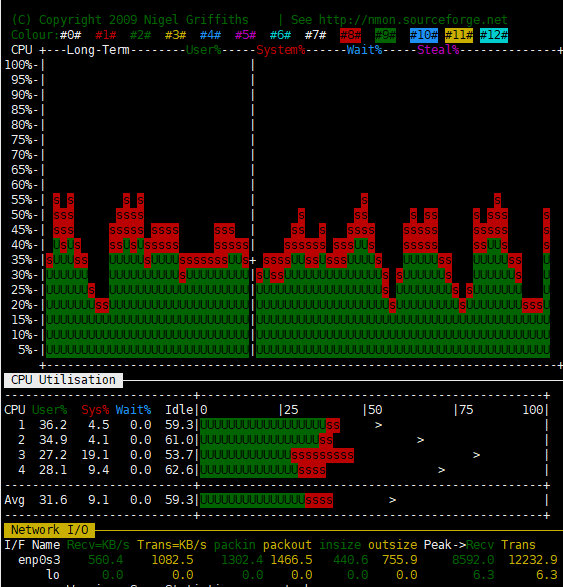 (C) Copyright 2009 Nigel Griffiths | See http://nmon.sourceforge.net
Colour:#0# #1# #2# #3# #4# #5# #6# #7# #8# #9# #10# #11# #12#
CPU +---Long-Term--------User%---System%------Wait%-----Steal%---+
100%-|
95%-|
90%-|
85%-|
80%-|
75%-|
70%-|
65%-|
60%-|
55%-|
50%-|
45%-|
40%-|
35%-|
30%-|
25%-|
20%-|
15%-|
10%-|
5%-|
CPU Utilisation
CPU User% Sys% Wait% Idle|0 |25 |50 |75 100|
1 36.2 4.5 0.0 59.3|UUUUUUUUUUUUUUUUUUss >
2 34.9 4.1 0.0 61.0|UUUUUUUUUUUUUUUUUss >
3 27.2 19.1 0.0 53.7|UUUUUUUUUUUUUsssssssss >
4 28.1 9.4 0.0 62.6|UUUUUUUUUUUUUUssss >
Avg 31.6 9.1 0.0 59.3|UUUUUUUUUUUUUUUssss >
Network I/O
I/F Name Recv=KB/s Trans=KB/s packin packout insize outsize Peak->Recv Trans
enp0s3 560.4 1082.5 1302.4 1466.5 440.6 755.9 8592.0 12232.9
lo 0.0 0.0 0.0 0.0 0.0 0.0 6.3 6.3